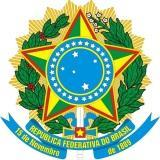 REPÚBLICA FEDERATIVA DO BRASIL
15 de Novembro
de 1889